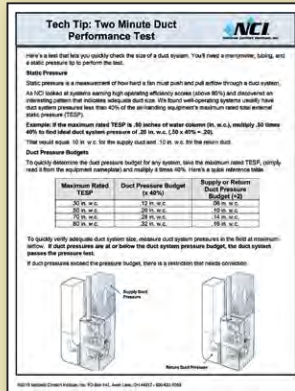 Tech Tip: Two Minute Duct
Performance Test
NCI
Here's a test that lets you quickly check the size of a duct system. You'll need a manometer, tubing, and
a static pressure tip to perform the test.
Static Pressure
Static pressure is a measurement of how hard a fan must push and pull airflow through a duct system.
As NCI looked at systems earning high operating efficiency scores (above 90%) and discovered an
interesting pattern that indicates adequate duct size. We found well-operating systems usually have
duct system pressures less than 40% of the air-handling equipment's maximum rated total external
static pressure (TESP).
Example: If the maximum rated TESP is .50 inches of water column (in. w.c.), multiply .50 times
40% to find ideal duct system pressure of .20 in. w.c. (.50 x 40% = .20).
That would equal .10 in. w.c. for the supply duct and .10 in. w.c. for the return duct.
Duct Pressure Budgets
To quickly determine the duct pressure budget for any system, take the maximum rated TESP, (simply
read it from the equipment nameplate) and multiply it times 40%. Here's a quick reference table.
Maximum Rated
TESP
Duct Pressure Budget
(x 40%)
Supply or Return
Duct Pressure
Budget (÷2)
.30 in. w.c. .12 in. w.c. .06 in. w.c.
.50 in. w.c. .20 in. w.c. .10 in. w.c.
.70 in. w.c. .28 in. w.c. .14 in. w.c.
.80 in. w.c. .32 in. w.c. .16 in. w.c.
To quickly verify adequate duct system size, measure duct system pressures in the field at maximum
airflow. If duct pressures are at or below the duct system pressure budget, the duct system
passes the pressure test.
If duct pressures exceed the pressure budget, there is a restriction that needs correction.
Supply Duct
Pressure
Return Duct Pressure